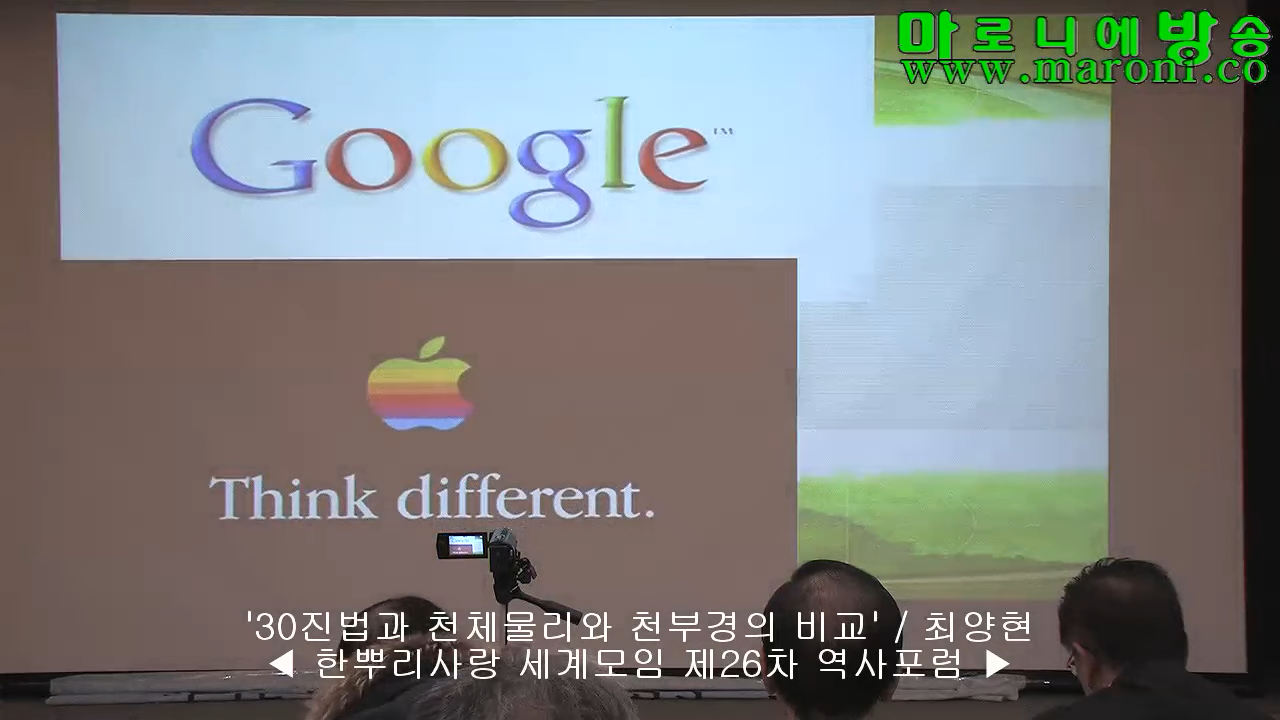 마로니에방송
www.maroni.co
Google™
Think different.
'30진법과 천체물리와 천부경의 비교' / 최양현
◀ 한뿌리사랑 세계모임 제26차 역사포럼 ▶